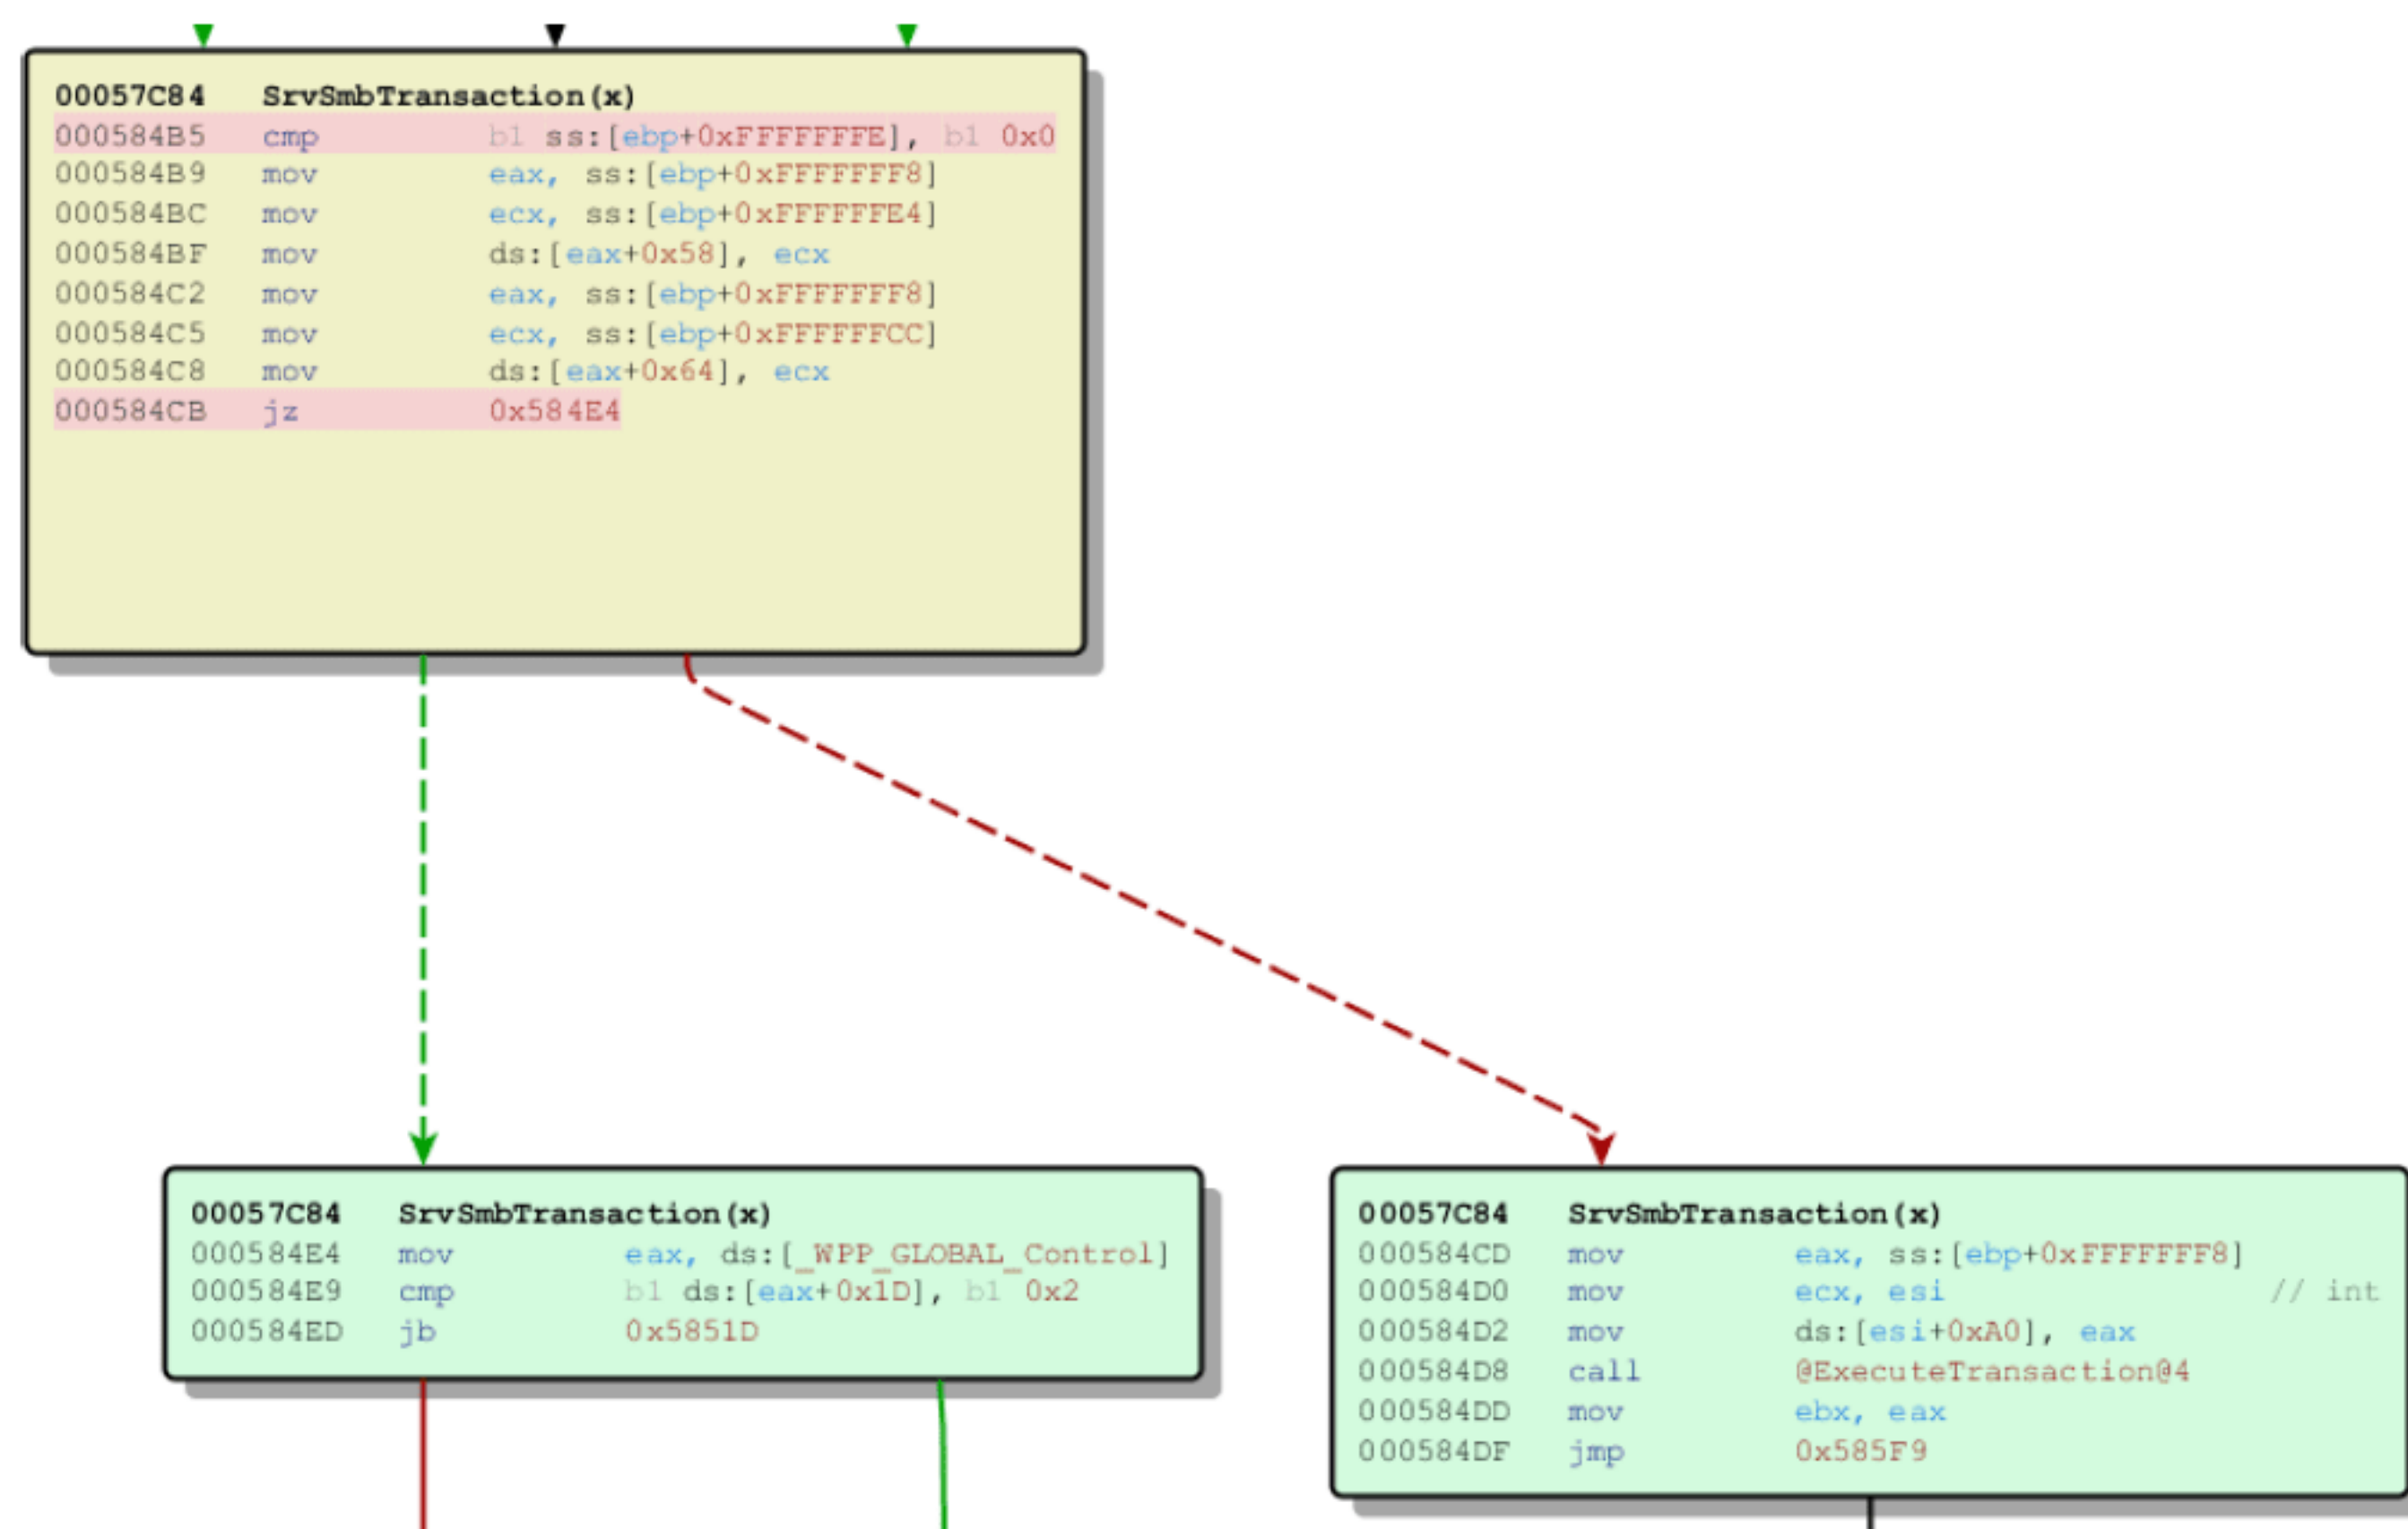 00057C84 SrvSmbTransaction(x)
000584B5 cmp b1 ss:[ebp+0xFFFFFFFE], b1 0x0
000584B9 mov eax, ss:[ebp+0xFFFFFFF8]
000584BC mov ecx, ss:[ebp+0xFFFFFFE4]
000584BF mov ds:[eax+0x58], ecx
000584C2 mov eax, ss:[ebp+0xFFFFFFF8]
000584C5 mov ecx, ss:[ebp+0xFFFFFFCC]
000584C8 mov ds:[eax+0x64], ecx
000584CB jz 0x584E4
00057C84 SrvSmbTransaction(x)
000584E4 mov eax, ds:[_WPP_GLOBAL_Control]
000584E9 cmp b1 ds:[eax+0x1D], b1 0x2
000584ED jb 0x5851D
00057C84 SrvSmbTransaction(x)
000584CD mov eax, ss:[ebp+0xFFFFFFF8]
000584D0 mov ecx, esi // int
000584D2 mov ds:[esi+0xA0], eax
000584D8 call @ExecuteTransaction@4
000584DD mov ebx, eax
000584DF jmp 0x585F9